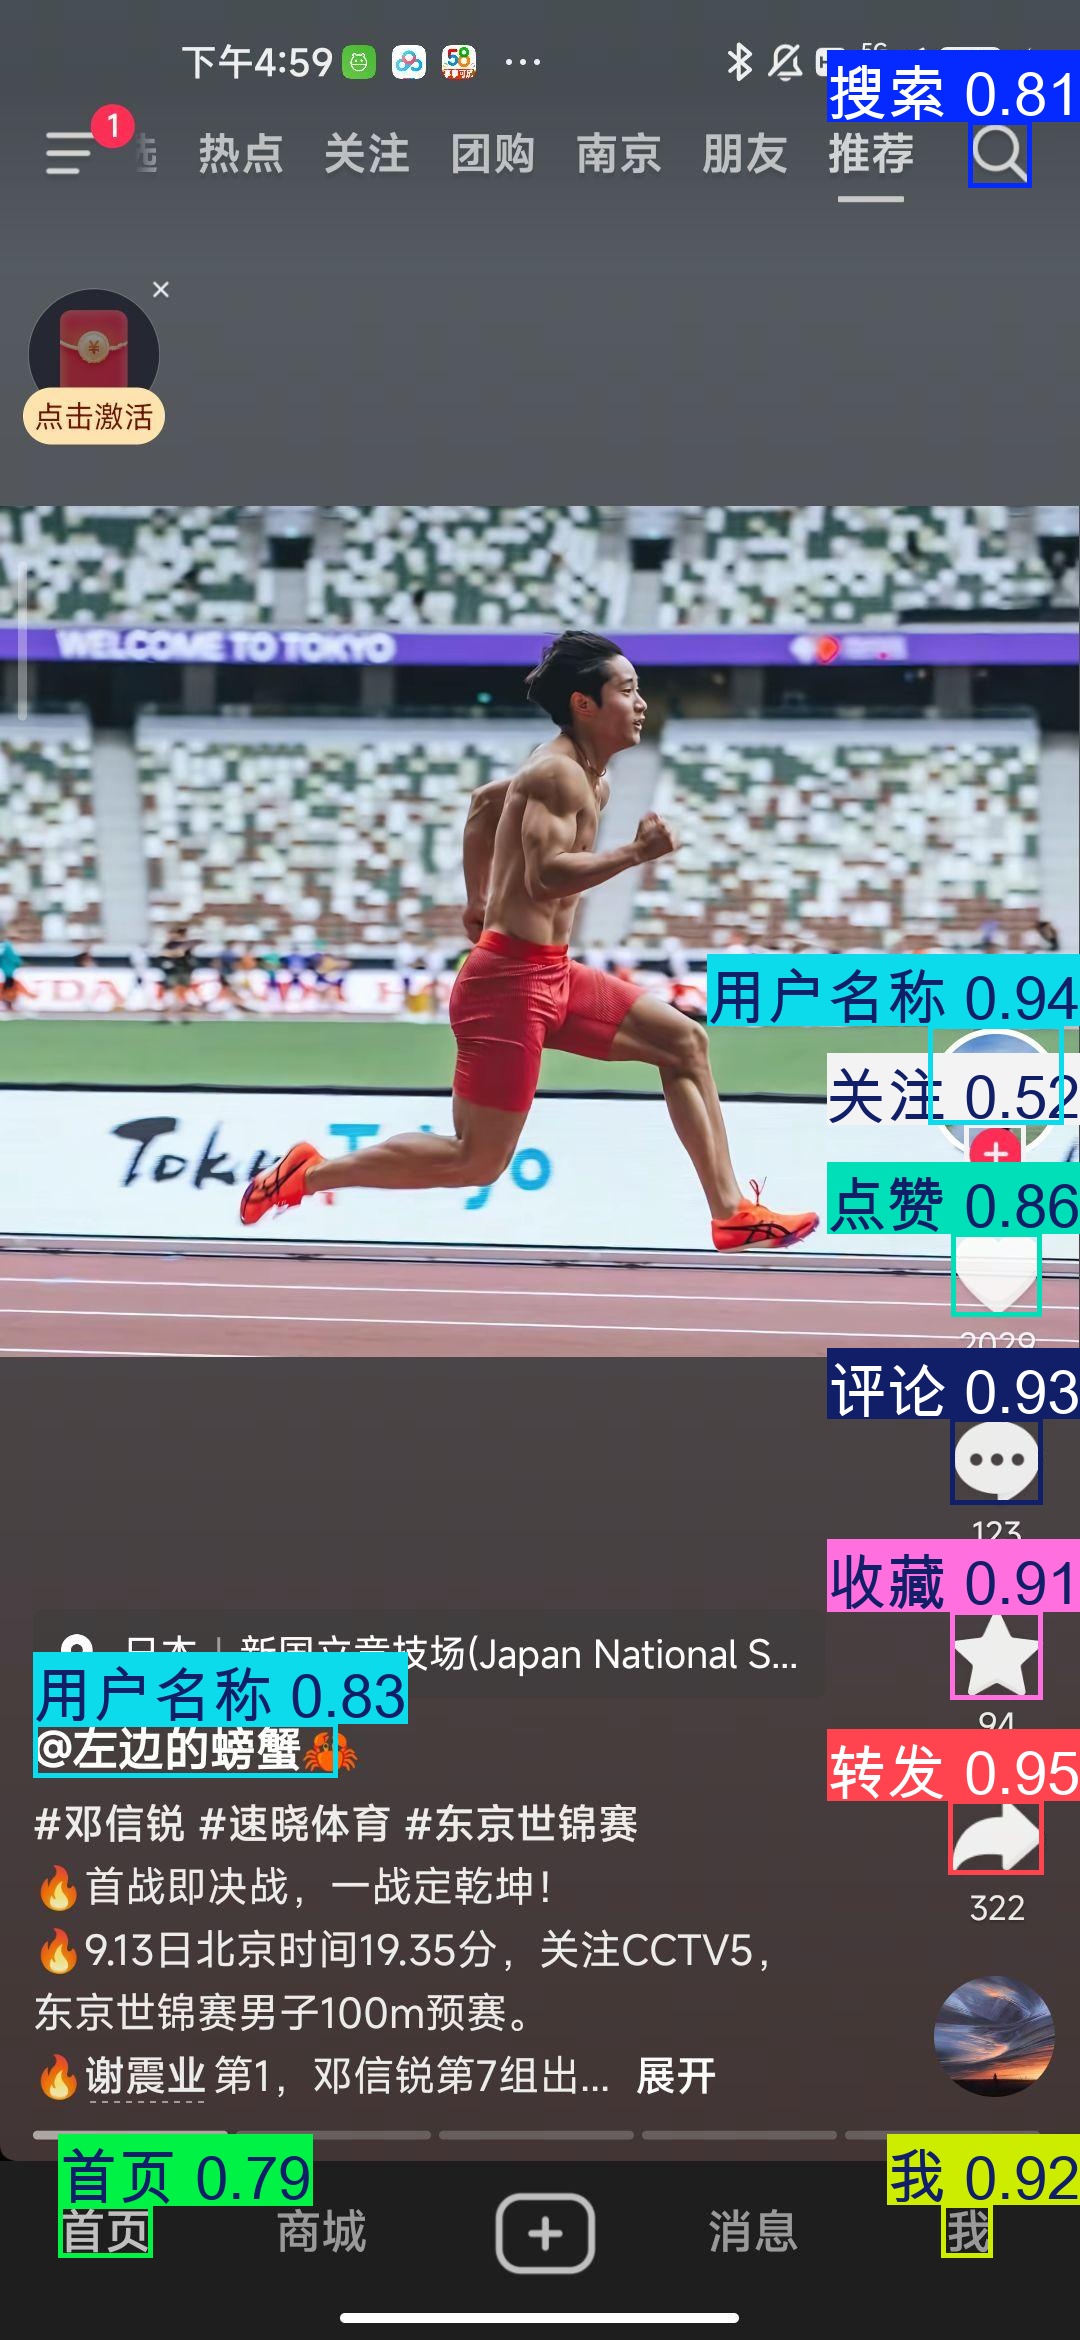 下午4:59
58
5G
搜索 0.81
1
选 热点 关注 团购 南京 朋友 推荐
点击激活
WELCOME TO TOKYO
用户名称 0.94
关注 0.52
Tokyo
点赞 0.86
2029
评论 0.93
123
收藏 0.91
日本 | 新国立竞技场(Japan National S...
用户名称 0.83
94
@左边的螃蟹🦀
转发 0.95
#邓信锐 #速晓体育 #东京世锦赛
🔥首战即决战，一战定乾坤！
322
🔥9.13日北京时间19.35分，关注CCTV5，
东京世锦赛男子100m预赛。
🔥谢震业 第1，邓信锐第7组出... 展开
首页 0.79
我 0.92
首页 商城 消息 我